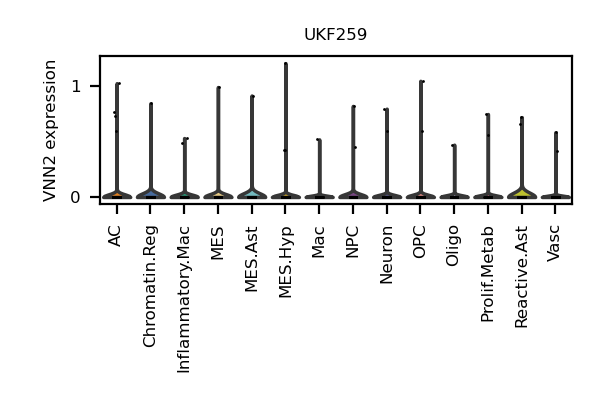 UKF259
VNN2 expression
1
0
AC
Chromatin.Reg
Inflammatory.Mac
MES
MES.Ast
MES.Hyp
Mac
NPC
Neuron
OPC
Oligo
Prolif.Metab
Reactive.Ast
Vasc